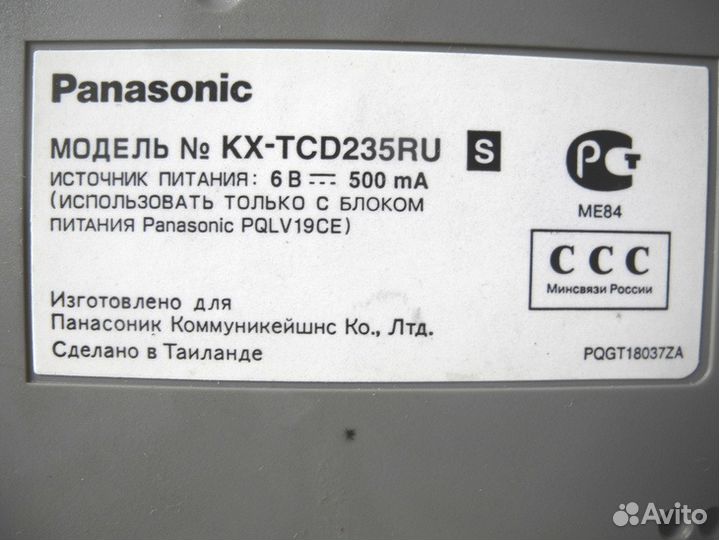 Panasonic
МОДЕЛЬ № KX-TCD235RU S
ИСТОЧНИК ПИТАНИЯ: 6 В 500 mA
(ИСПОЛЬЗОВАТЬ ТОЛЬКО С БЛОКОМ
ПИТАНИЯ Panasonic PQLV19CE)
РСТ
ME84
ССС
Минсвязи России
Изготовлено для
Панасоник Коммуникейшнс Ко., Лтд.
Сделано в Таиланде
PQGT18037ZA
Avito